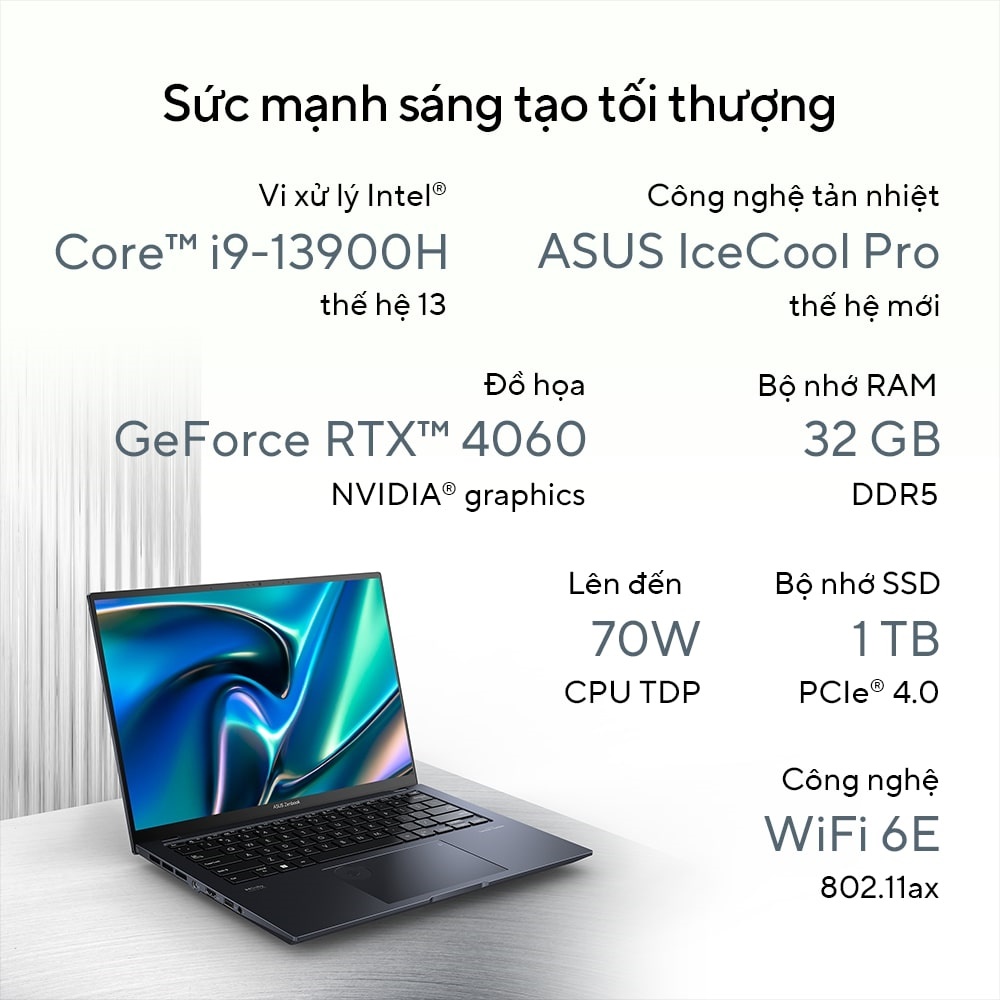 Sức mạnh sáng tạo tối thượng
Vi xử lý Intel®
Core™ i9-13900H
thế hệ 13
Công nghệ tản nhiệt
ASUS IceCool Pro
thế hệ mới
Đồ họa
GeForce RTX™ 4060
NVIDIA® graphics
Bộ nhớ RAM
32 GB
DDR5
Lên đến
70W
CPU TDP
Bộ nhớ SSD
1 TB
PCIe® 4.0
Công nghệ
WiFi 6E
802.11ax
ASUS Zenbook